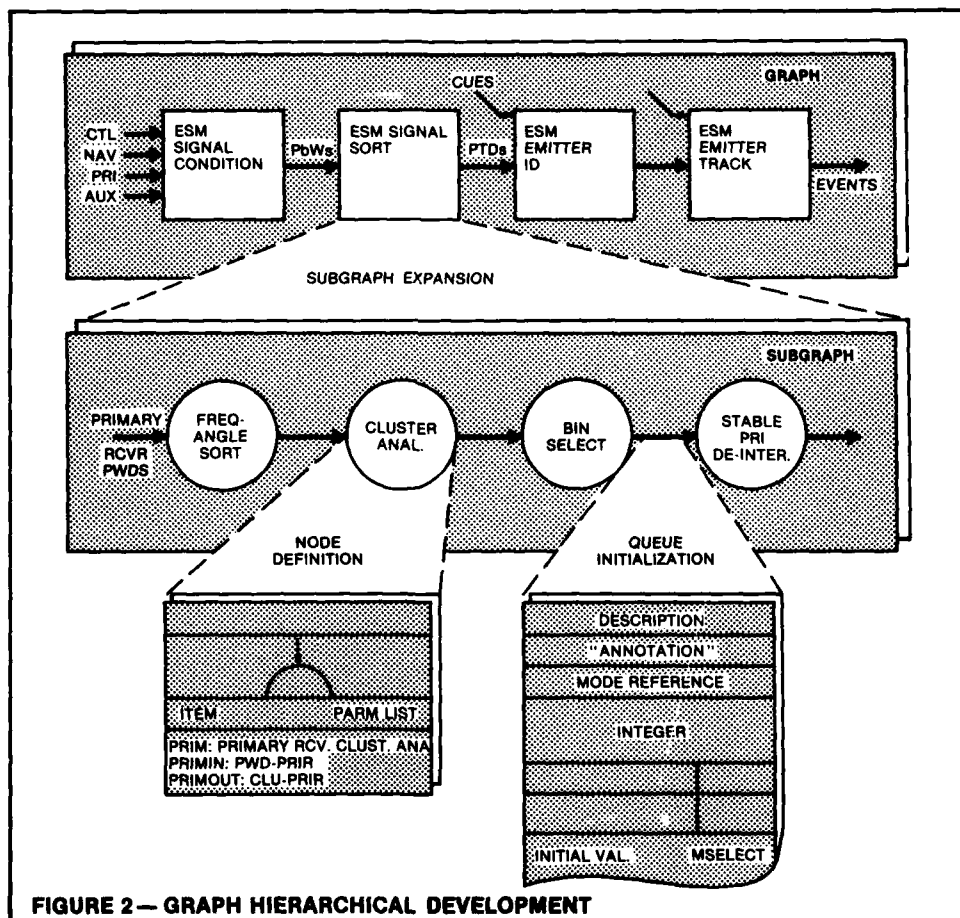 GRAPH
CUES
CTL
NAV
PRI
AUX
ESM
SIGNAL
CONDITION
PbWs
ESM SIGNAL
SORT
PTDs
ESM
EMITTER
ID
ESM
EMITTER
TRACK
EVENTS
SUBGRAPH EXPANSION
SUBGRAPH
PRIMARY
RCVR
PWDS
FREQ-
ANGLE
SORT
CLUSTER
ANAL.
BIN
SELECT
STABLE
PRI
DE-INTER.
NODE
DEFINITION
QUEUE
INITIALIZATION
ITEM PARM LIST
PRIM: PRIMARY RCV. CLUST. ANA
PRIMIN: PWD-PRIR
PRIMOUT: CLU-PRIR
DESCRIPTION
"ANNOTATION"
MODE REFERENCE
INTEGER
INITIAL VAL. MSELECT
FIGURE 2— GRAPH HIERARCHICAL DEVELOPMENT